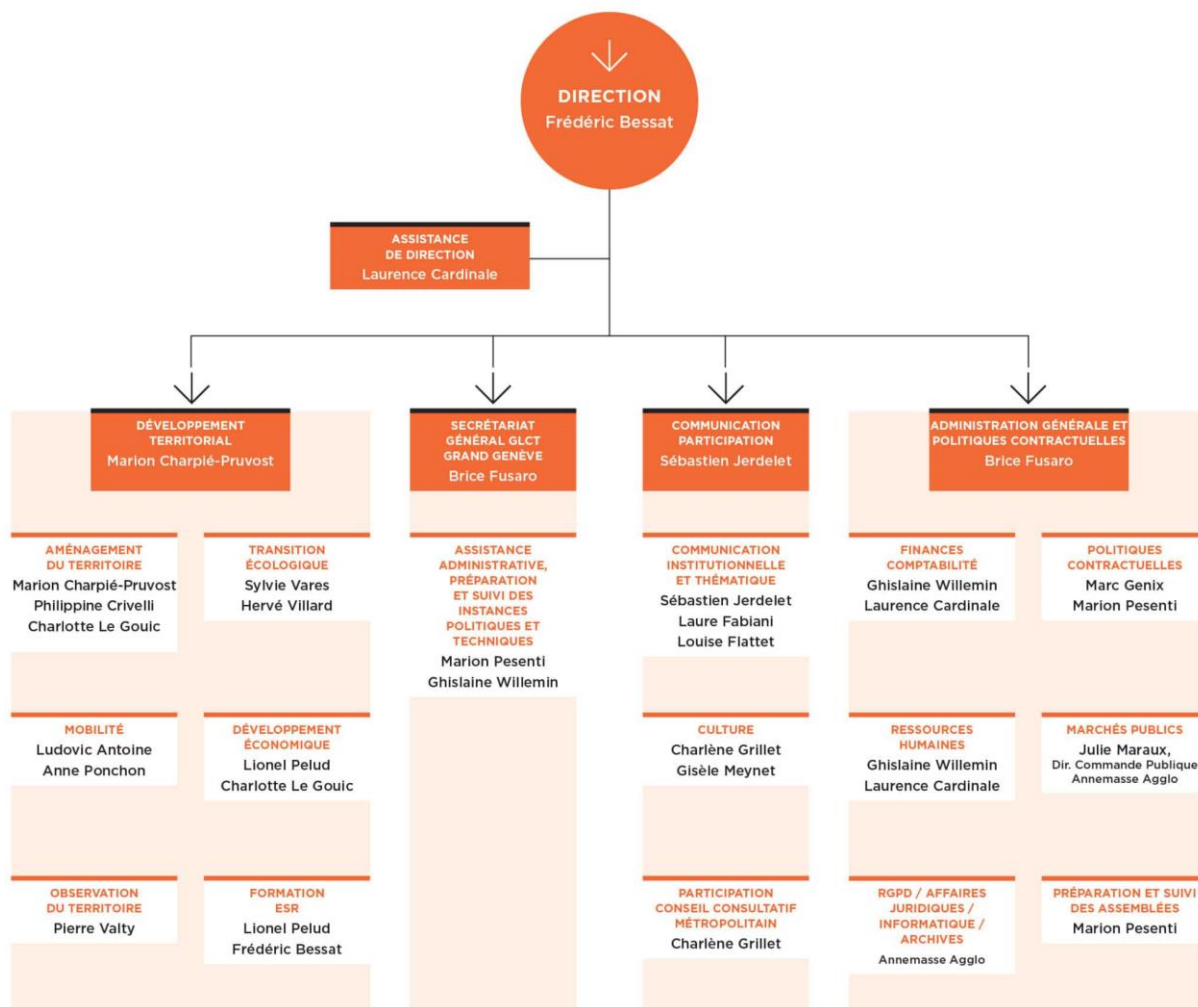 DIRECTION
Frédéric Bessat
ASSISTANCE
DE DIRECTION
Laurence Cardinale
DÉVELOPPEMENT
TERRITORIAL
Marion Charpié-Pruvost
AMÉNAGEMENT
DU TERRITOIRE
Marion Charpié-Pruvost
Philippine Crivelli
Charlotte Le Gouic
TRANSITION
ÉCOLOGIQUE
Sylvie Vares
Hervé Villard
MOBILITÉ
Ludovic Antoine
Anne Ponchon
DÉVELOPPEMENT
ÉCONOMIQUE
Lionel Pelud
Charlotte Le Gouic
OBSERVATION
DU TERRITOIRE
Pierre Valty
FORMATION
ESR
Lionel Pelud
Frédéric Bessat
SECRÉTARIAT
GÉNÉRAL GLCT
GRAND GENÈVE
Brice Fusaro
ASSISTANCE
ADMINISTRATIVE,
PRÉPARATION
ET SUIVI DES
INSTANCES
POLITIQUES ET
TECHNIQUES
Marion Pesenti
Ghislaine Willemin
COMMUNICATION
PARTICIPATION
Sébastien Jerdelet
COMMUNICATION
INSTITUTIONNELLE
ET THÉMATIQUE
Sébastien Jerdelet
Laure Fabiani
Louise Flattet
CULTURE
Charlène Grillet
Gisèle Meynet
PARTICIPATION
CONSEIL CONSULTATIF
MÉTROPOLITAIN
Charlène Grillet
ADMINISTRATION GÉNÉRALE ET
POLITIQUES CONTRACTUELLES
Brice Fusaro
FINANCES
COMPTABILITÉ
Ghislaine Willemin
Laurence Cardinale
POLITIQUES
CONTRACTUELLES
Marc Genix
Marion Pesenti
RESSOURCES
HUMAINES
Ghislaine Willemin
Laurence Cardinale
MARCHÉS PUBLICS
Julie Maraux,
Dir. Commande Publique
Annemasse Agglo
RGPD / AFFAIRES
JURIDIQUES /
INFORMATIQUE /
ARCHIVES
Annemasse Agglo
PRÉPARATION ET SUIVI
DES ASSEMBLÉES
Marion Pesenti